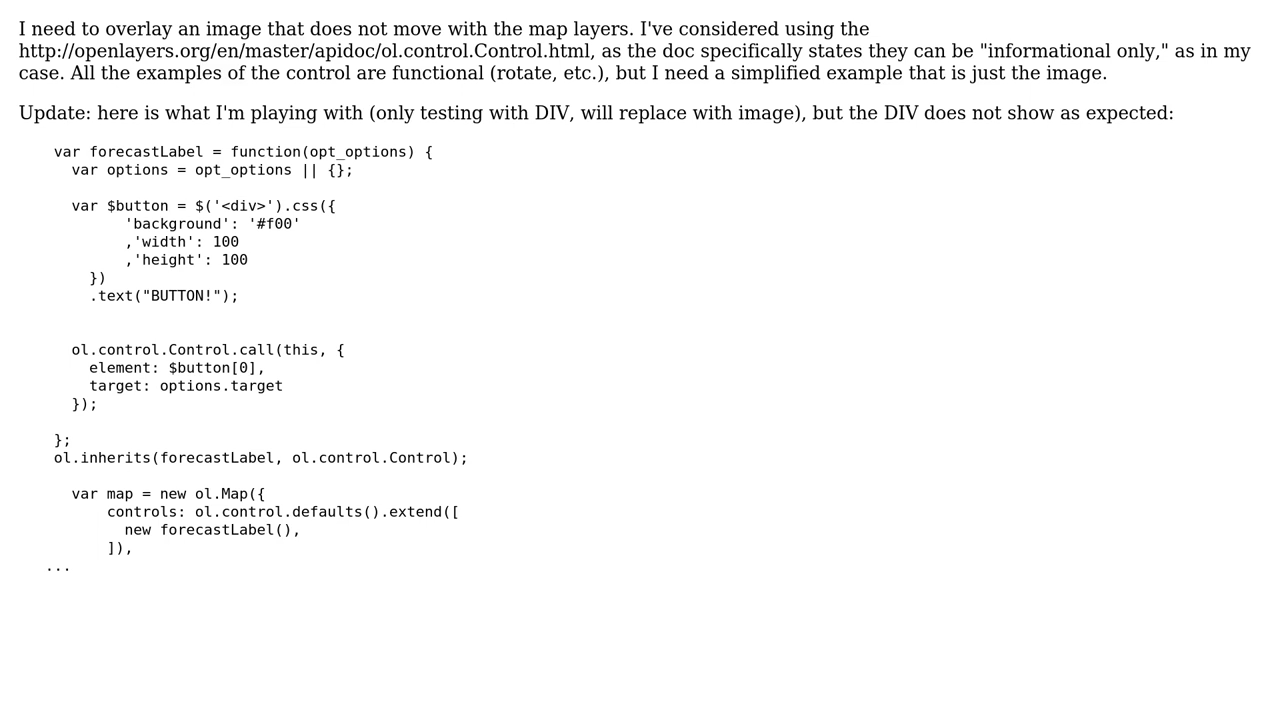 I need to overlay an image that does not move with the map layers. I've considered using the
http://openlayers.org/en/master/apidoc/ol.control.Control.html, as the doc specifically states they can be "informational only," as in my
case. All the examples of the control are functional (rotate, etc.), but I need a simplified example that is just the image.
Update: here is what I'm playing with (only testing with DIV, will replace with image), but the DIV does not show as expected:
var forecastLabel = function(opt_options) {
  var options = opt_options || {};
  var $button = $('<div>').css({
        'background': '#f00'
        ,'width': 100
        ,'height': 100
    })
    .text("BUTTON!");
  ol.control.Control.call(this, {
    element: $button[0],
    target: options.target
  });
};
ol.inherits(forecastLabel, ol.control.Control);
  var map = new ol.Map({
      controls: ol.control.defaults().extend([
        new forecastLabel(),
      ]),
...